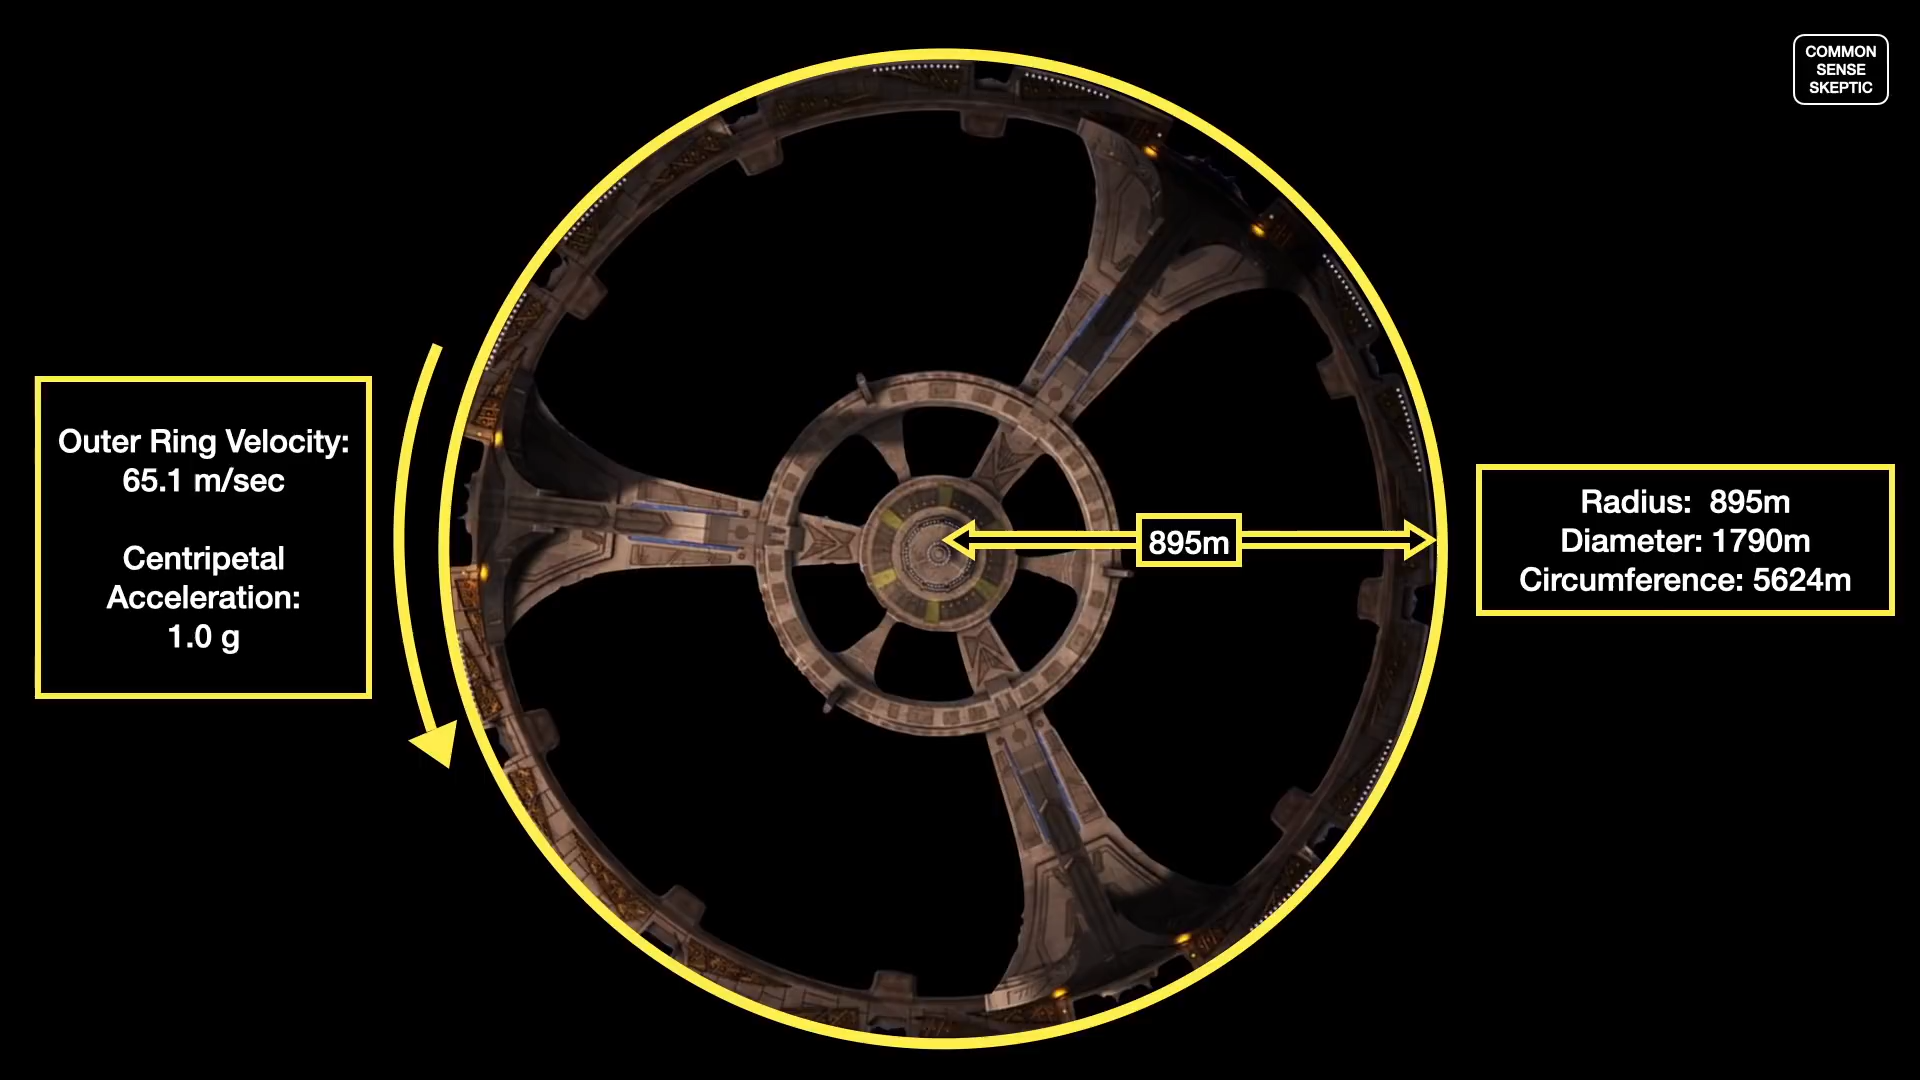 COMMON
SENSE
SKEPTIC
Outer Ring Velocity:
65.1 m/sec
Centripetal
Acceleration:
1.0 g
895m
Radius:  895m
Diameter: 1790m
Circumference: 5624m